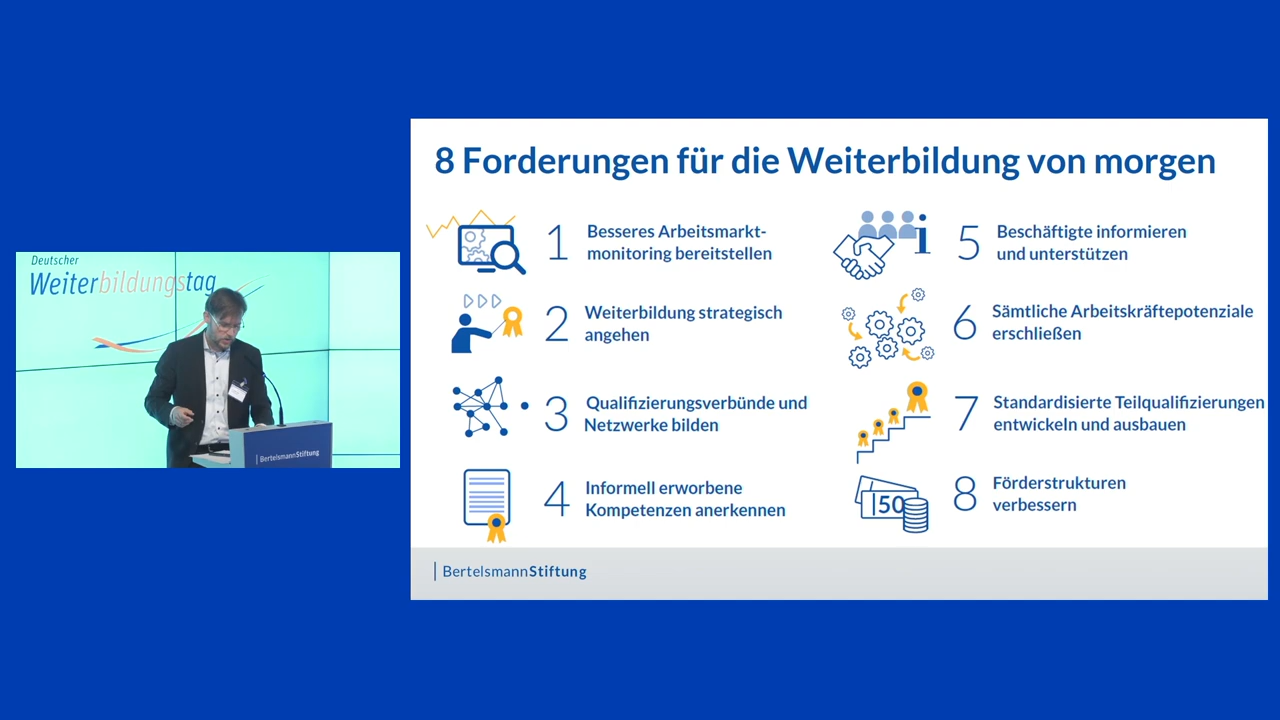 Deutscher
Weiterbildungstag
BertelsmannStiftung
8 Forderungen für die Weiterbildung von morgen
1 Besseres Arbeitsmarkt-
monitoring bereitstellen
2 Weiterbildung strategisch
angehen
3 Qualifizierungsverbünde und
Netzwerke bilden
4 Informell erworbene
Kompetenzen anerkennen
i
5 Beschäftigte informieren
und unterstützen
6 Sämtliche Arbeitskräftepotenziale
erschließen
7 Standardisierte Teilqualifizierungen
entwickeln und ausbauen
50
8 Förderstrukturen
verbessern
BertelsmannStiftung